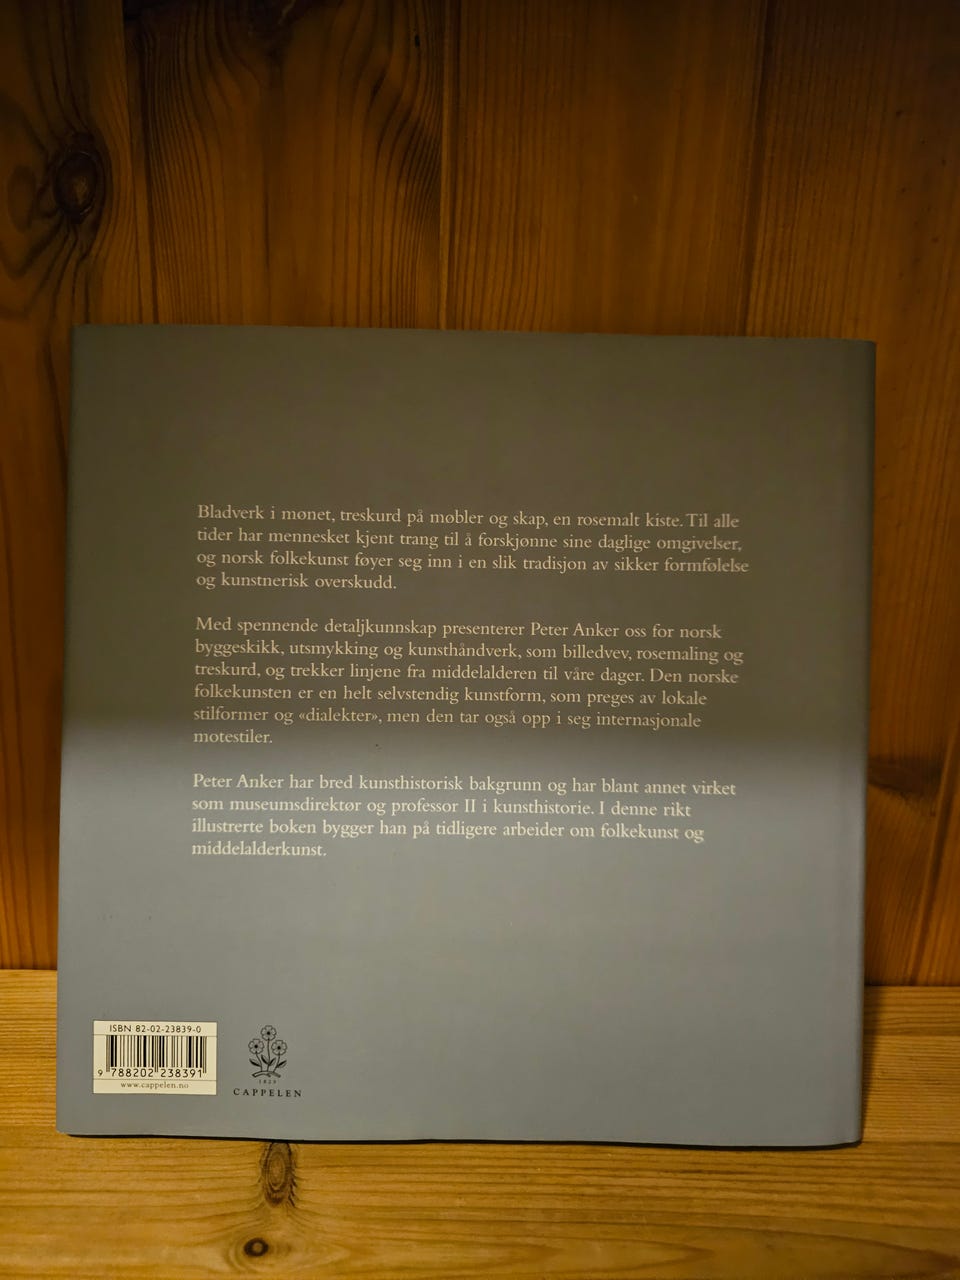 Bladverk i mønet, treskurd på møbler og skap, en rosemalt kiste. Til alle
tider har mennesket kjent trang til å forskjønne sine daglige omgivelser,
og norsk folkekunst føyer seg inn i en slik tradisjon av sikker formfølelse
og kunstnerisk overskudd.
Med spennende detaljkunnskap presenterer Peter Anker oss for norsk
byggeskikk, utsmykking og kunsthåndverk, som billedvev, rosemaling og
treskurd, og trekker linjene fra middelalderen til våre dager. Den norske
folkekunsten er en helt selvstendig kunstform, som preges av lokale
stilformer og «dialekter», men den tar også opp i seg internasjonale
motestiler.
Peter Anker har bred kunsthistorisk bakgrunn og har blant annet virket
som museumsdirektør og professor II i kunsthistorie. I denne rikt
illustrerte boken bygger han på tidligere arbeider om folkekunst og
middelalderkunst.
ISBN 82-02-23839-0
9 788202 238391
www.cappelen.no
1829
CAPPELEN